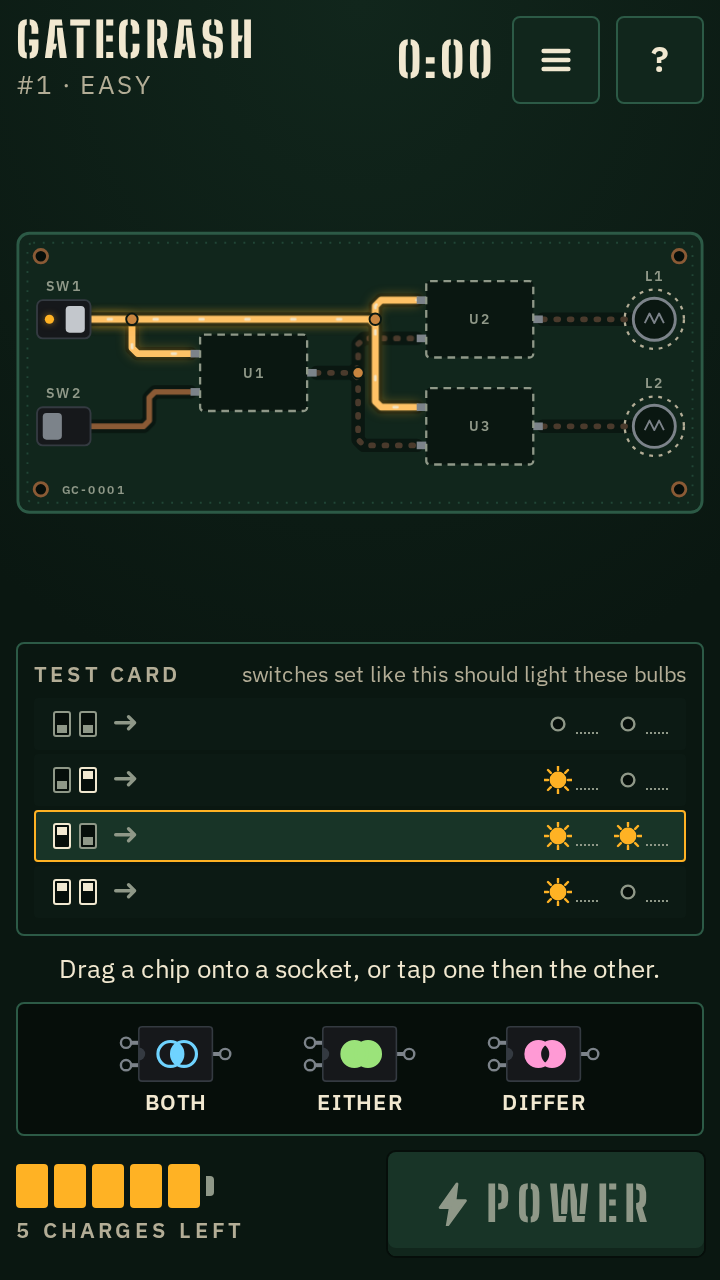 GATECRASH
#1 · EASY
0:00
?
SW1
SW2
U1
U2
U3
L1
L2
GC-0001
TEST CARD
switches set like this should light these bulbs
Drag a chip onto a socket, or tap one then the other.
BOTH
EITHER
DIFFER
5 CHARGES LEFT
POWER